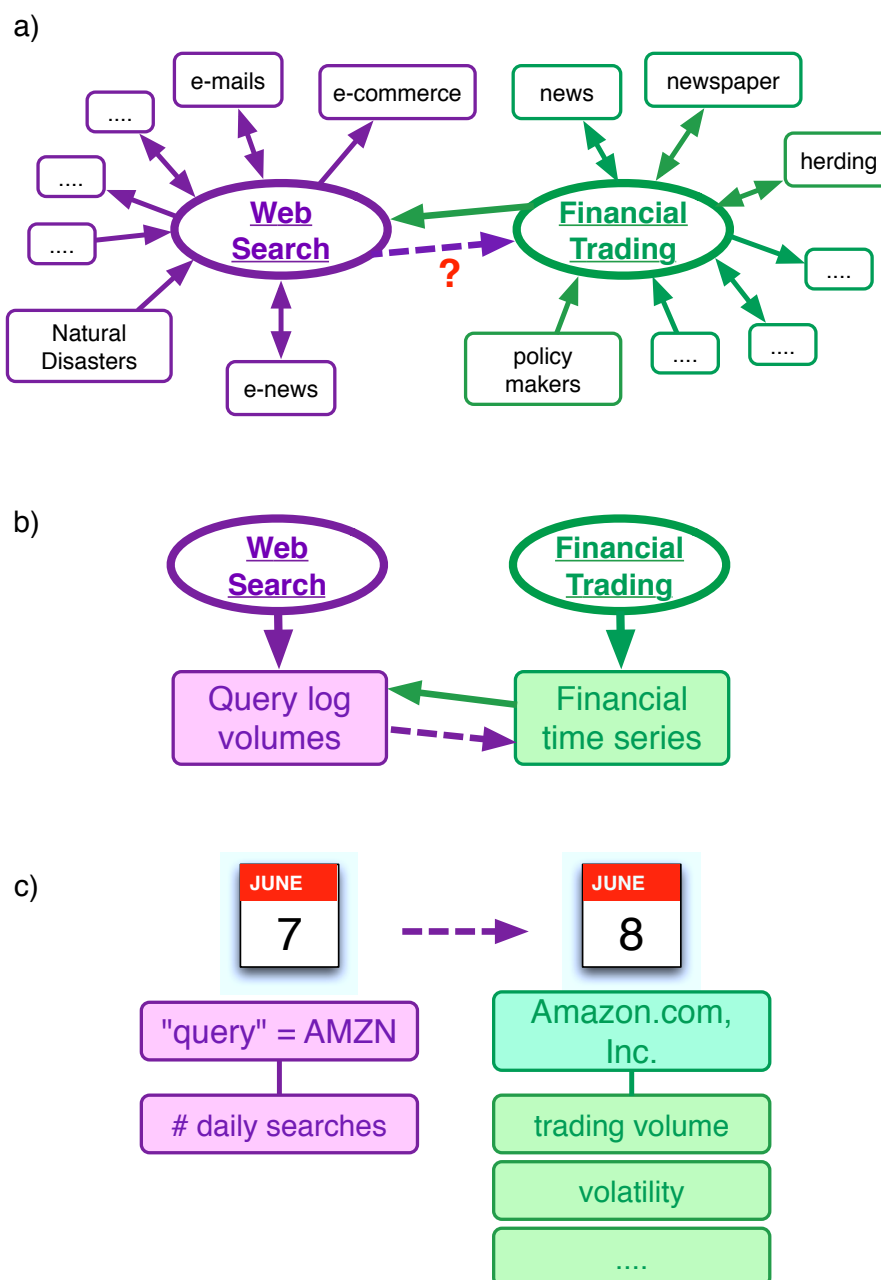 a)
e-mails
e-commerce
news
newspaper
....
herding
....
Web
Search
Financial
Trading
....
?
....
Natural
Disasters
policy
makers
....
....
e-news
b)
Web
Search
Financial
Trading
Query log
volumes
Financial
time series
c)
JUNE
7
JUNE
8
"query" = AMZN
Amazon.com,
Inc.
# daily searches
trading volume
volatility
....